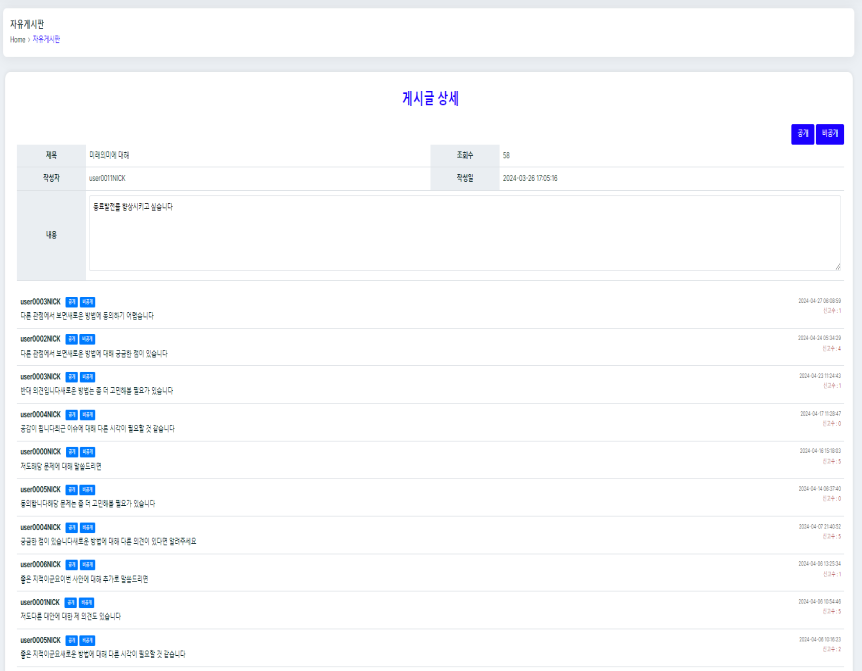 자유게시판
Home › 자유게시판
게시글 상세
공개 비공개
제목 미래의미에 대해 조회수 58
작성자 user0011NICK 작성일 2024-03-26 17:05:16
내용 동료발전를 향상시키고 싶습니다
user0003NICK 공개 비공개 2024-04-27 08:08:59
다른 관점에서 보면새로운 방법에 동의하기 어렵습니다 신고수 : 1
user0002NICK 공개 비공개 2024-04-24 05:34:29
다른 관점에서 보면새로운 방법에 대해 궁금한 점이 있습니다 신고수 : 4
user0003NICK 공개 비공개 2024-04-23 11:24:43
반대 의견입니다새로운 방법는 좀 더 고민해볼 필요가 있습니다 신고수 : 1
user0004NICK 공개 비공개 2024-04-17 11:28:47
공감이 됩니다최근 이슈에 대해 다른 시각이 필요할 것 같습니다 신고수 : 0
user0000NICK 공개 비공개 2024-04-16 18:18:03
저도해당 문제에 대해 말씀드리면 신고수 : 5
user0005NICK 공개 비공개 2024-04-14 08:37:40
동의합니다해당 문제는 좀 더 고민해볼 필요가 있습니다 신고수 : 0
user0004NICK 공개 비공개 2024-04-07 21:40:52
궁금한 점이 있습니다새로운 방법에 대해 다른 의견이 있다면 알려주세요 신고수 : 5
user0006NICK 공개 비공개 2024-04-06 13:25:34
좋은 지적이군요이번 사안에 대해 추가로 말씀드리면 신고수 : 1
user0001NICK 공개 비공개 2024-04-06 10:54:48
저도다른 대안에 대한 제 의견도 있습니다 신고수 : 5
user0005NICK 공개 비공개 2024-04-06 10:16:23
좋은 지적이군요새로운 방법에 대해 다른 시각이 필요할 것 같습니다 신고수 : 2